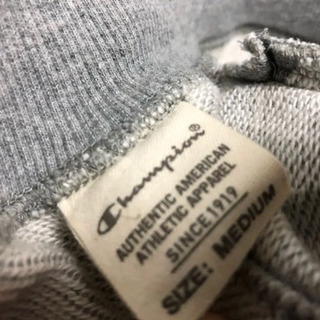 Champion
AUTHENTIC AMERICAN
ATHLETIC APPAREL
SINCE 1919
SIZE: MEDIUM